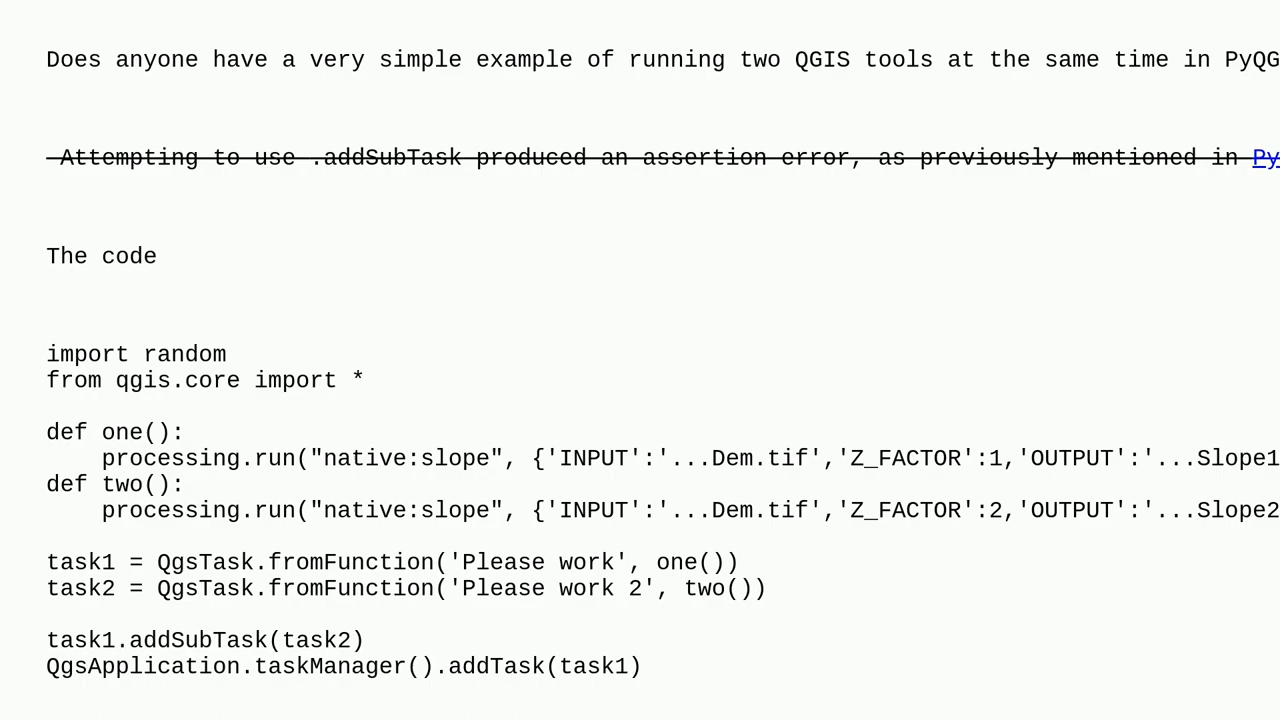 Does anyone have a very simple example of running two QGIS tools at the same time in PyQG
Attempting to use .addSubTask produced an assertion error, as previously mentioned in Py
The code
import random
from qgis.core import *
def one():
    processing.run("native:slope", {'INPUT':'...Dem.tif','Z_FACTOR':1,'OUTPUT':'...Slope1
def two():
    processing.run("native:slope", {'INPUT':'...Dem.tif','Z_FACTOR':2,'OUTPUT':'...Slope2
task1 = QgsTask.fromFunction('Please work', one())
task2 = QgsTask.fromFunction('Please work 2', two())
task1.addSubTask(task2)
QgsApplication.taskManager().addTask(task1)